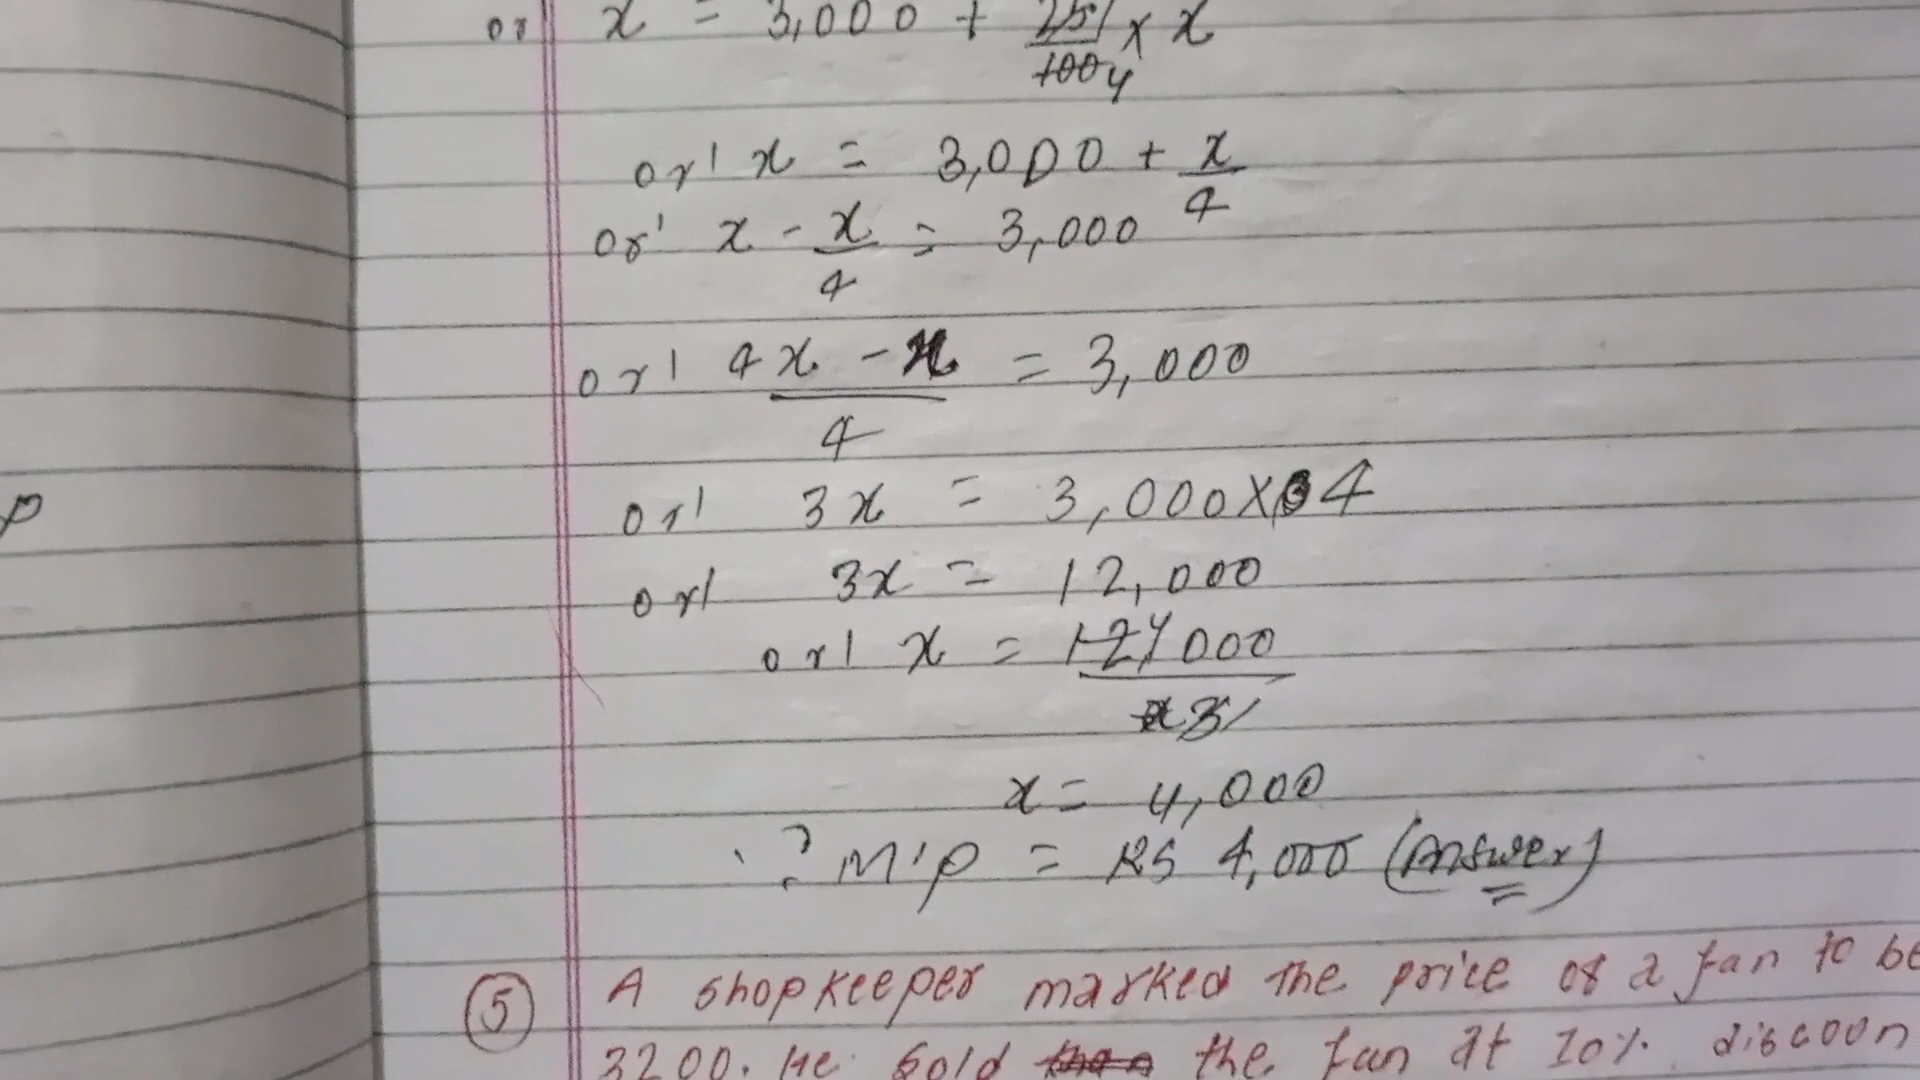 or x = 3,000 + 25/100 4 × x
or' x = 3,000 + x/4
or' x - x/4 = 3,000
or' 4x - x/4 = 3,000
or' 3x = 3,000 × 4
or' 3x = 12,000
or' x = 12,4000/3
x = 4,000
∴ M.P = RS 4,000 (Answer)
p
5 A shopkeeper marked the price of a fan to be
3200. He sold the fan at 10% discoun